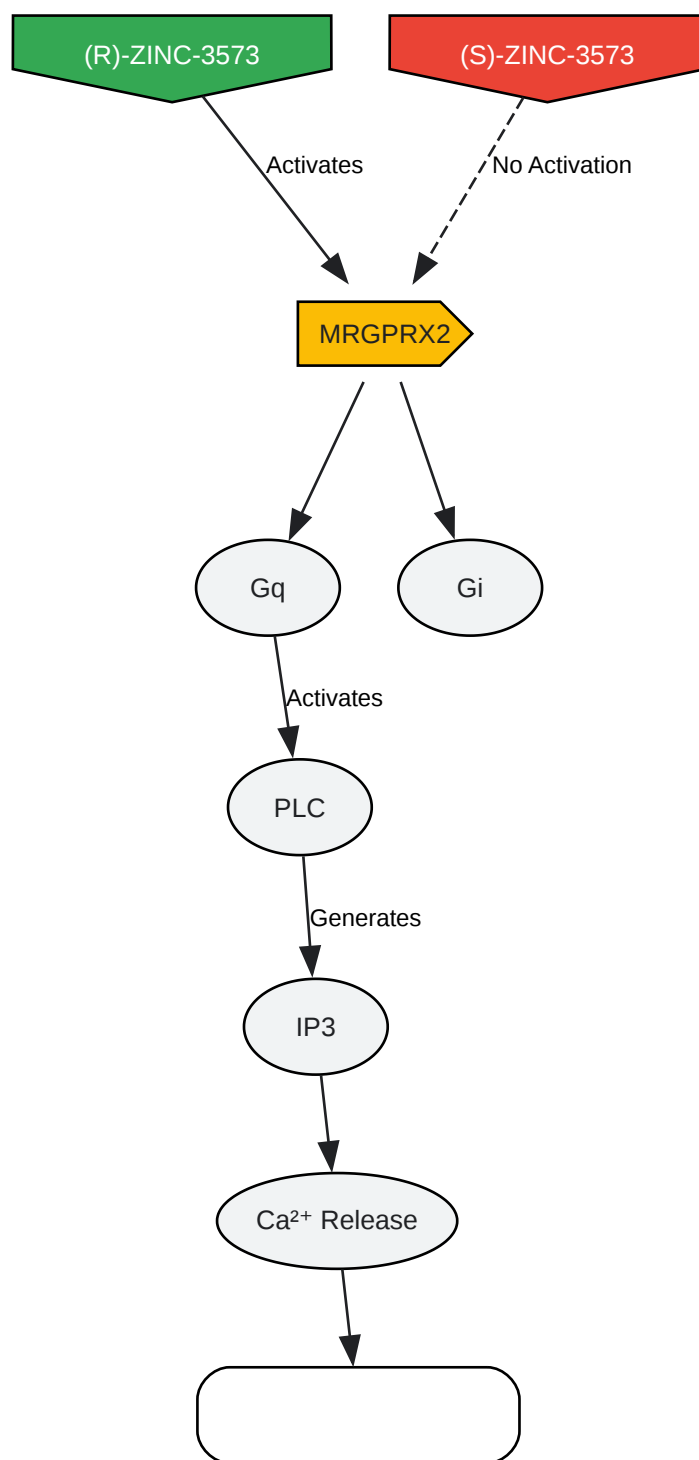 (R)-ZINC-3573
(S)-ZINC-3573
Activates
No Activation
MRGPRX2
Gq
Gi
Activates
PLC
Generates
IP3
Ca²⁺ Release